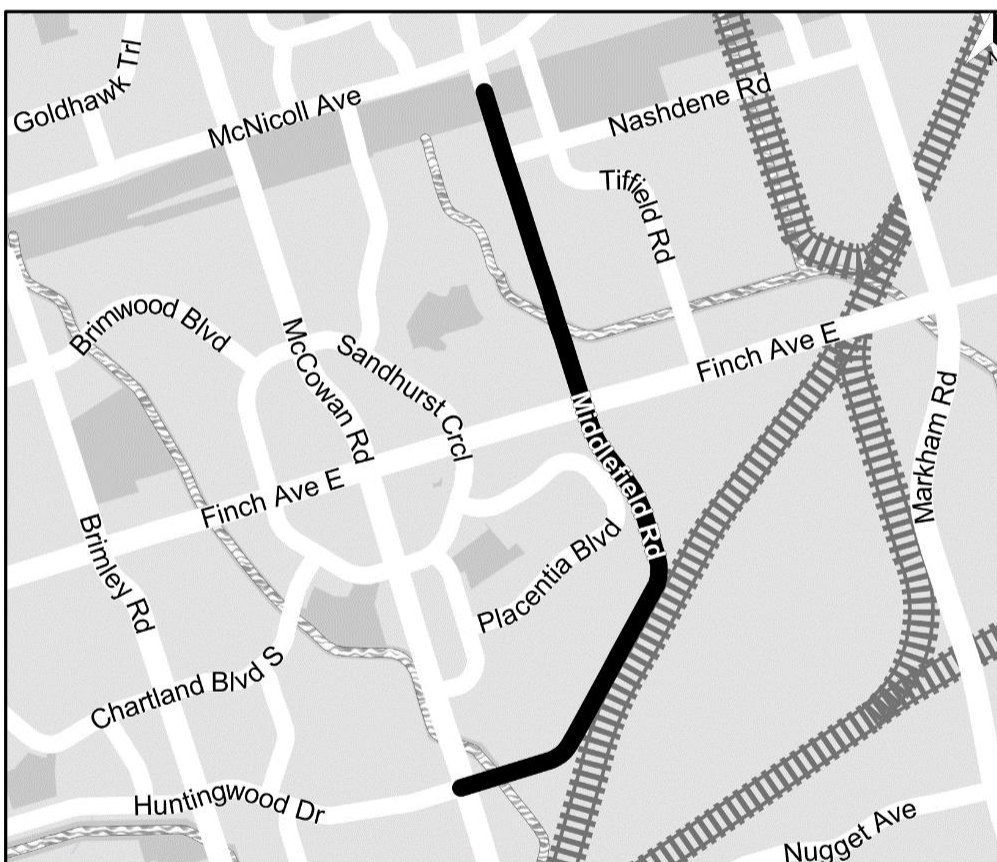 Goldhawk Trl
McNicoll Ave
Nashdene Rd
Tiffield Rd
Brimwood Blvd
McCowan Rd
Sandhurst Crcl
Finch Ave E
Middlefield Rd
Markham Rd
Finch Ave E
Brimley Rd
Placentia Blvd
Chartland Blvd S
Huntingwood Dr
Nugget Ave